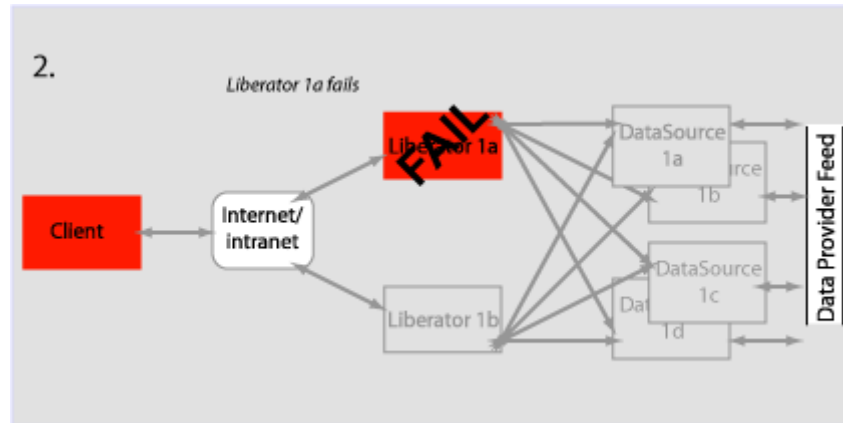 2.
Liberator 1a fails
FAIL
Liberator 1a
DataSource
1a
1b
Internet/
intranet
Client
DataSource
1c
Liberator 1b
1d
Data Provider Feed